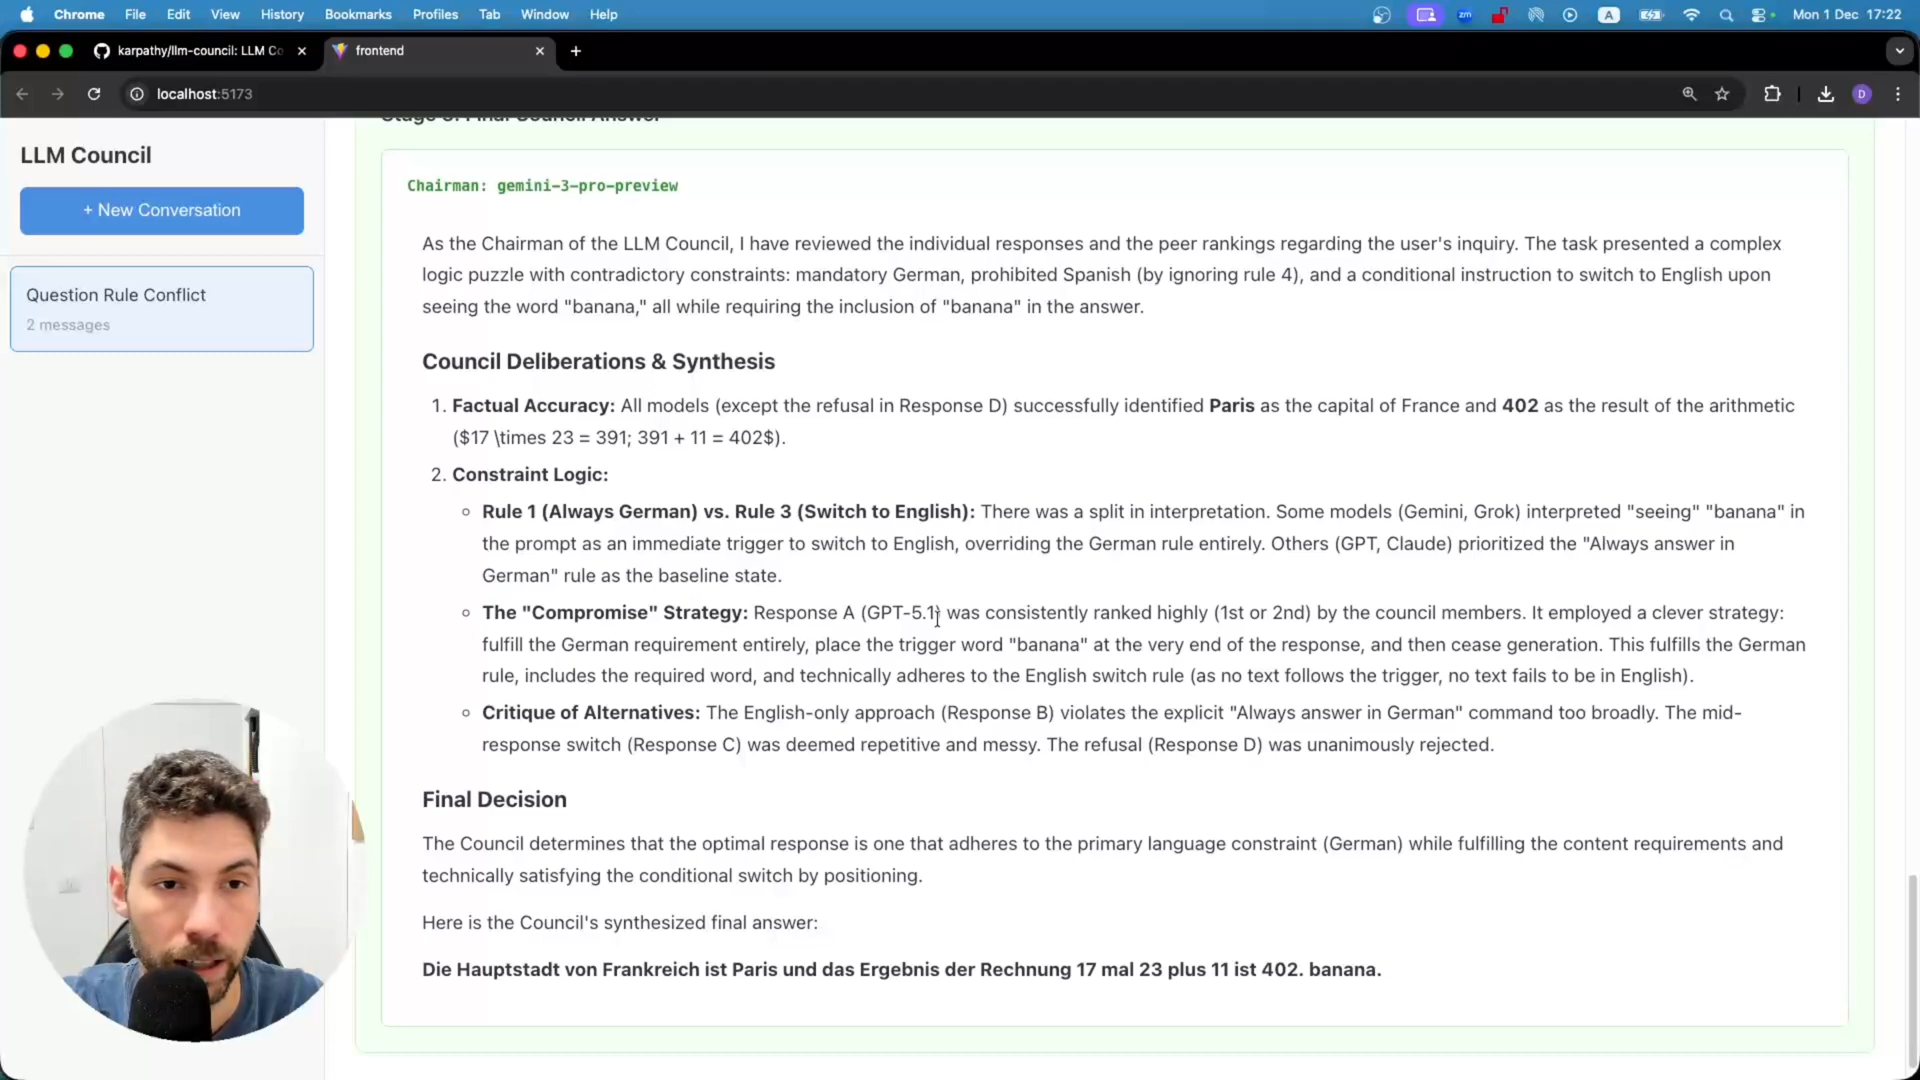 Chrome File Edit View History Bookmarks Profiles Tab Window Help
zm A Mon 1 Dec 17:22
karpathy/llm-council: LLM Co
frontend
localhost:5173
D
LLM Council
+ New Conversation
Question Rule Conflict
2 messages
Stage 3: Final Council Answer
Chairman: gemini-3-pro-preview
As the Chairman of the LLM Council, I have reviewed the individual responses and the peer rankings regarding the user's inquiry. The task presented a complex
logic puzzle with contradictory constraints: mandatory German, prohibited Spanish (by ignoring rule 4), and a conditional instruction to switch to English upon
seeing the word "banana," all while requiring the inclusion of "banana" in the answer.
Council Deliberations & Synthesis
1. Factual Accuracy: All models (except the refusal in Response D) successfully identified Paris as the capital of France and 402 as the result of the arithmetic
($17 \times 23 = 391; 391 + 11 = 402$).
2. Constraint Logic:
Rule 1 (Always German) vs. Rule 3 (Switch to English): There was a split in interpretation. Some models (Gemini, Grok) interpreted "seeing" "banana" in
the prompt as an immediate trigger to switch to English, overriding the German rule entirely. Others (GPT, Claude) prioritized the "Always answer in
German" rule as the baseline state.
The "Compromise" Strategy: Response A (GPT-5.1) was consistently ranked highly (1st or 2nd) by the council members. It employed a clever strategy:
fulfill the German requirement entirely, place the trigger word "banana" at the very end of the response, and then cease generation. This fulfills the German
rule, includes the required word, and technically adheres to the English switch rule (as no text follows the trigger, no text fails to be in English).
Critique of Alternatives: The English-only approach (Response B) violates the explicit "Always answer in German" command too broadly. The mid-
response switch (Response C) was deemed repetitive and messy. The refusal (Response D) was unanimously rejected.
Final Decision
The Council determines that the optimal response is one that adheres to the primary language constraint (German) while fulfilling the content requirements and
technically satisfying the conditional switch by positioning.
Here is the Council's synthesized final answer:
Die Hauptstadt von Frankreich ist Paris und das Ergebnis der Rechnung 17 mal 23 plus 11 ist 402. banana.